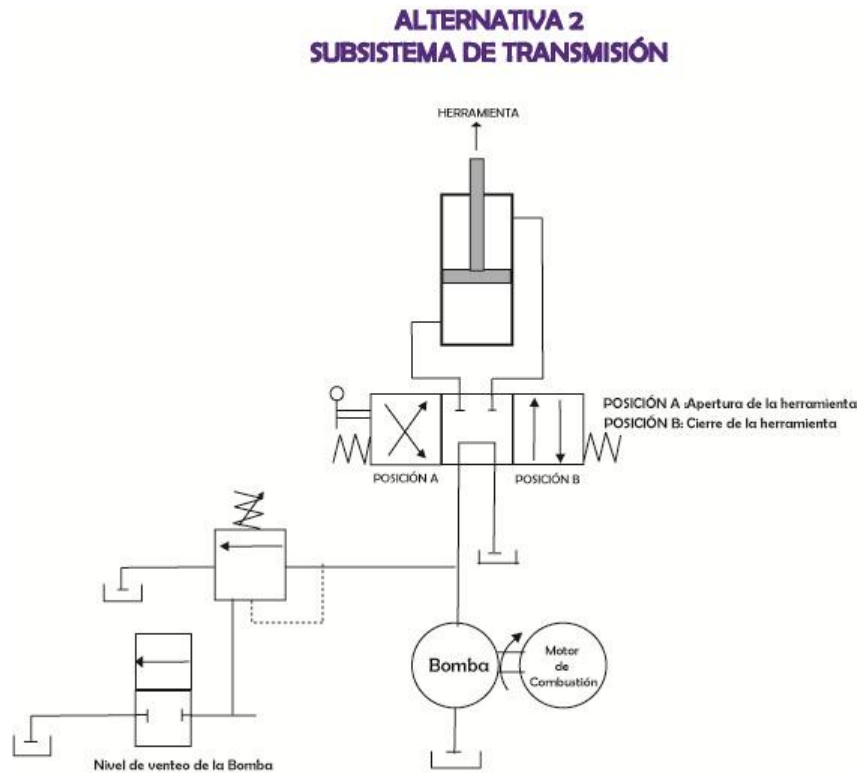 ALTERNATIVA 2
SUBSISTEMA DE TRANSMISIÓN
HERRAMIENTA
POSICIÓN A :Apertura de la herramienta
POSICIÓN B: Cierre de la herramienta
POSICIÓN A
POSICIÓN B
Bomba
Motor
de
Combustión
Nivel de venteo de la Bomba